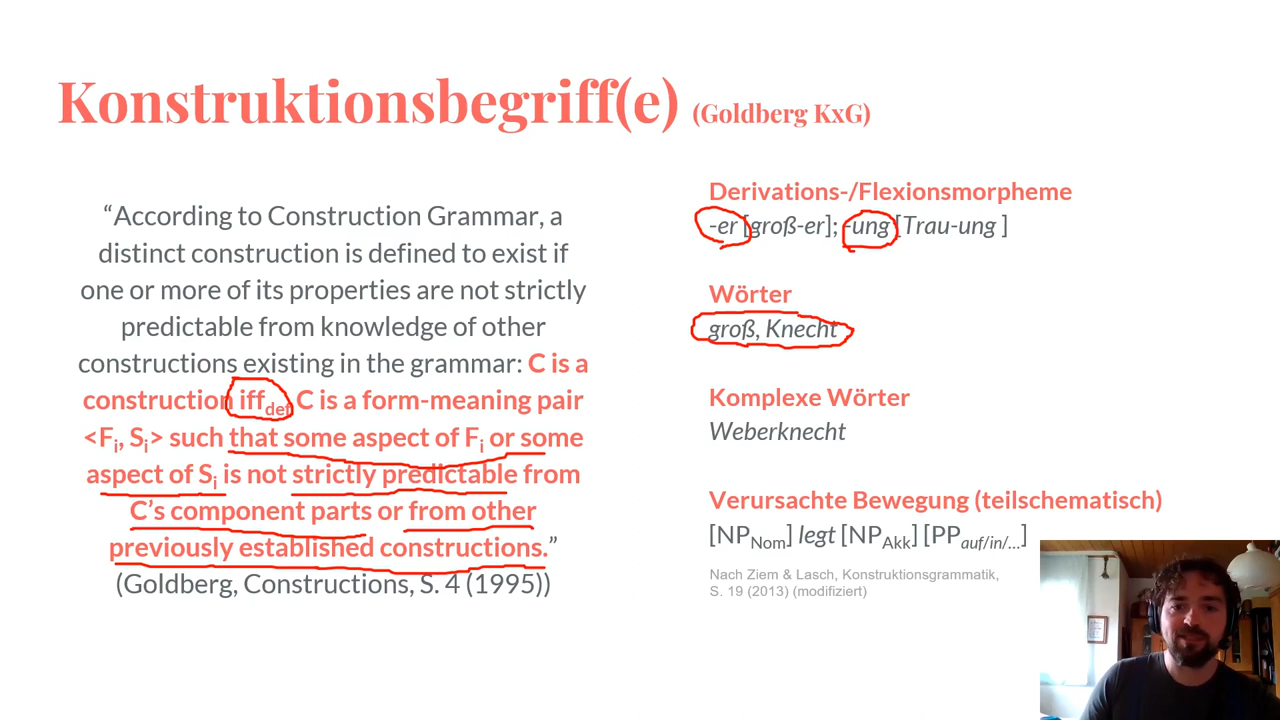 Konstruktionsbegriff(e) (Goldberg KxG)
“According to Construction Grammar, a
distinct construction is defined to exist if
one or more of its properties are not strictly
predictable from knowledge of other
constructions existing in the grammar: C is a
construction iff_def C is a form-meaning pair
<F_i, S_i> such that some aspect of F_i or some
aspect of S_i is not strictly predictable from
C’s component parts or from other
previously established constructions.”
(Goldberg, Constructions, S. 4 (1995))
Derivations-/Flexionsmorpheme
-er [groß-er]; -ung [Trau-ung ]
Wörter
groß, Knecht
Komplexe Wörter
Weberknecht
Verursachte Bewegung (teilschematisch)
[NP_Nom] legt [NP_Akk] [PP_auf/in/...]
Nach Ziem & Lasch, Konstruktionsgrammatik,
S. 19 (2013) (modifiziert)